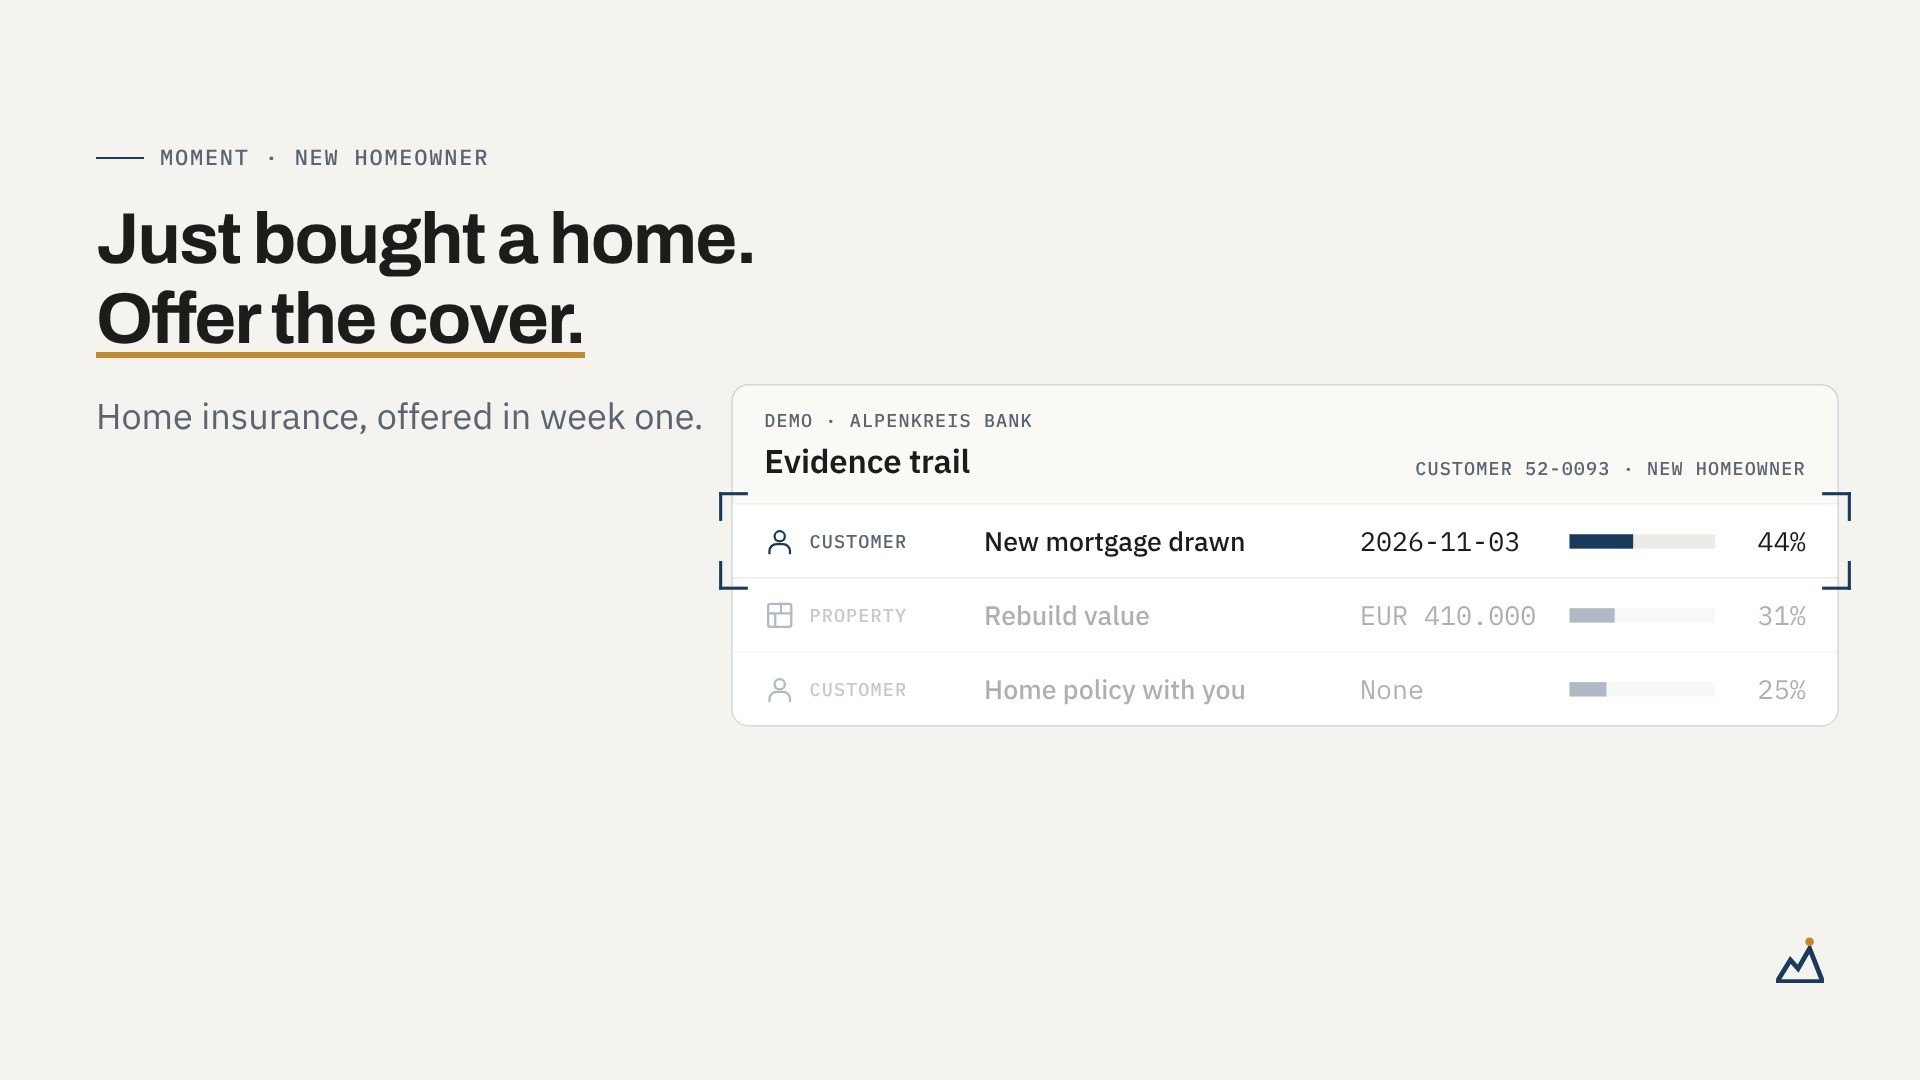 MOMENT · NEW HOMEOWNER
Just bought a home.
Offer the cover.
Home insurance, offered in week one.
DEMO · ALPENKREIS BANK
Evidence trail
CUSTOMER 52-0093 · NEW HOMEOWNER
CUSTOMER New mortgage drawn 2026-11-03 44%
PROPERTY Rebuild value EUR 410.000 31%
CUSTOMER Home policy with you None 25%